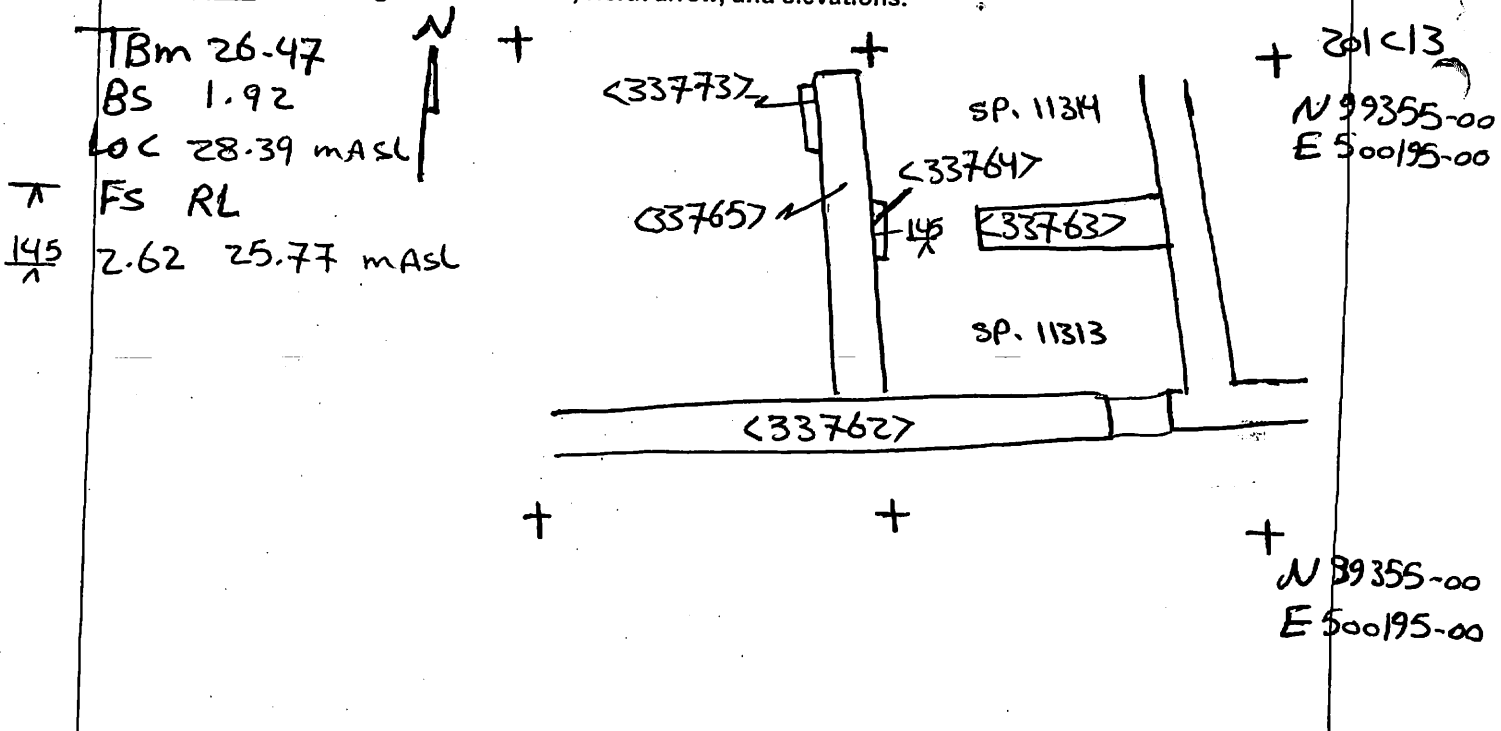 , and elevations.
TBm 26-47
BS 1.92
LOC 28.39 mASL
FS RL
145 2.62 25.77 mASL
N
<33773>
<33765>
<33764>
145
sp. 11314
<33763>
sp. 11313
<33762>
201<13
N 99355-00
E 500195-00
N 89355-00
E 500195-00